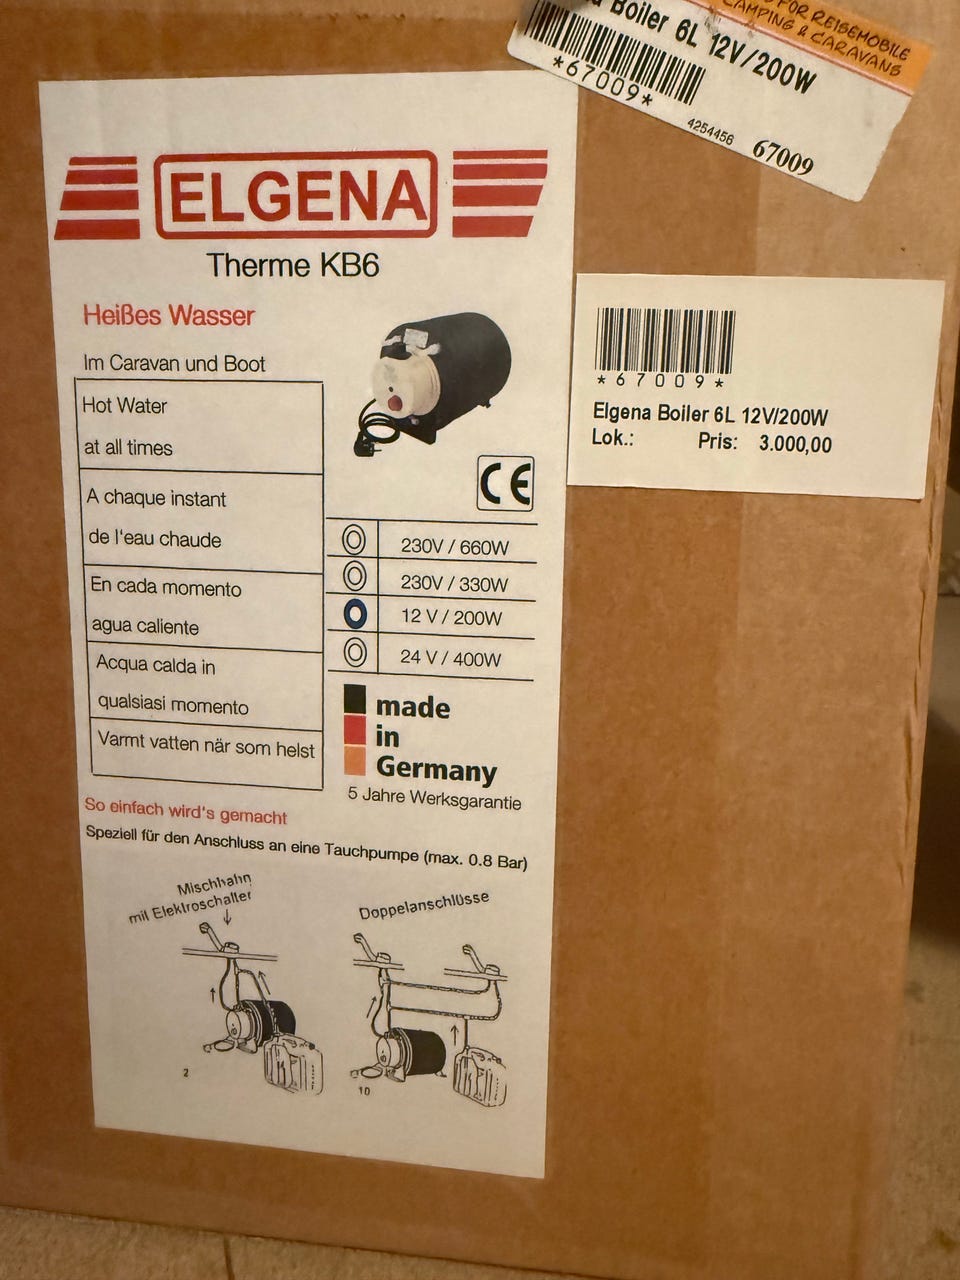 Boiler 6L 12V/200W
FOR REISEMOBILE
CAMPING & CARAVANS
*67009*
4254456 67009
ELGENA
Therme KB6
Heißes Wasser
Im Caravan und Boot
Hot Water
at all times
A chaque instant
de l'eau chaude
En cada momento
agua caliente
Acqua calda in
qualsiasi momento
Varmt vatten när som helst
CE
230V / 660W
230V / 330W
12 V / 200W
24 V / 400W
made
in
Germany
5 Jahre Werksgarantie
*67009*
Elgena Boiler 6L 12V/200W
Lok.: Pris: 3.000,00
So einfach wird's gemacht
Speziell für den Anschluss an eine Tauchpumpe (max. 0.8 Bar)
Mischhahn
mit Elektroschalter
Doppelanschlüsse
2
10